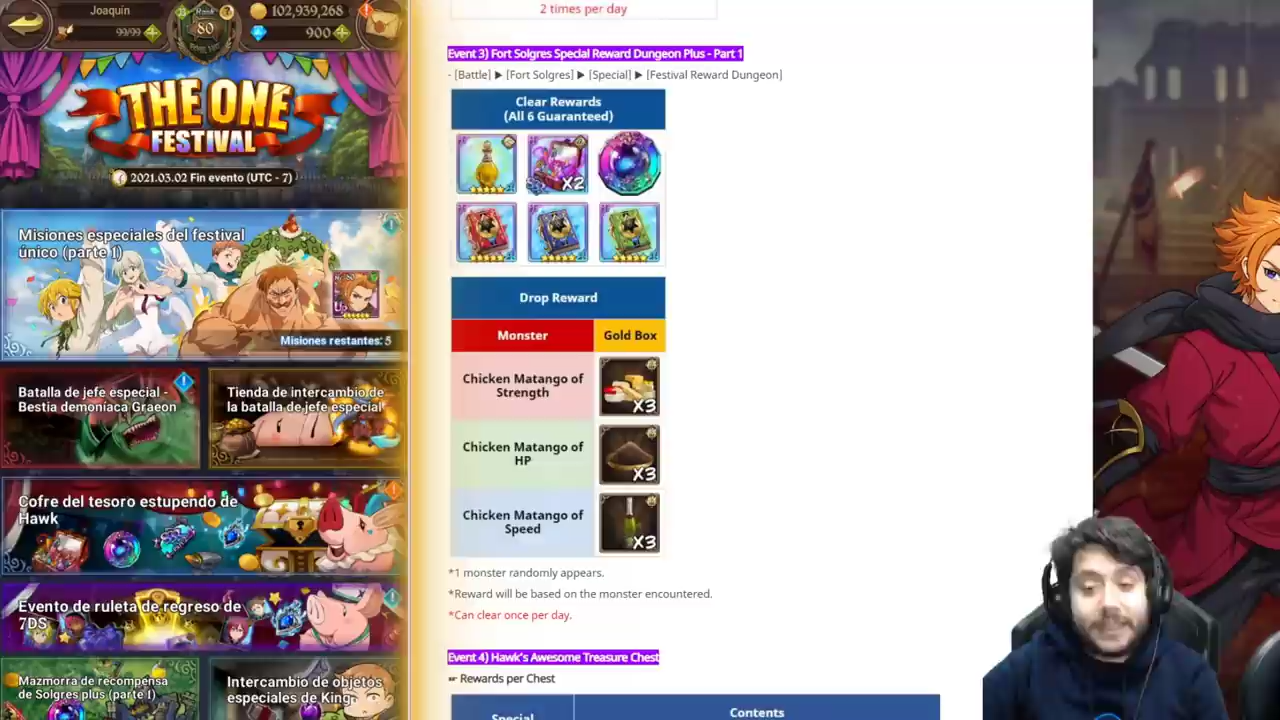 Joaquín
99/99
Rank
80
102,939,268
900
THE ONE
FESTIVAL
2021.03.02 Fin evento (UTC - 7)
Misiones especiales del festival
único (parte 1)
Misiones restantes: 5
Batalla de jefe especial -
Bestia demoníaca Graeon
Tienda de intercambio de
la batalla de jefe especial
Cofre del tesoro estupendo de
Hawk
Evento de ruleta de regreso de
7DS
Mazmorra de recompensa
de Solgres plus (parte 1)
Intercambio de objetos
especiales de King
2 times per day
Event 3) Fort Solgres Special Reward Dungeon Plus - Part 1
- [Battle] ▶ [Fort Solgres] ▶ [Special] ▶ [Festival Reward Dungeon]
Clear Rewards
(All 6 Guaranteed)
X2
Drop Reward
Monster
Gold Box
Chicken Matango of
Strength
X3
Chicken Matango of
HP
X3
Chicken Matango of
Speed
X3
*1 monster randomly appears.
*Reward will be based on the monster encountered.
*Can clear once per day.
Event 4) Hawk's Awesome Treasure Chest
☛ Rewards per Chest
Special
Contents